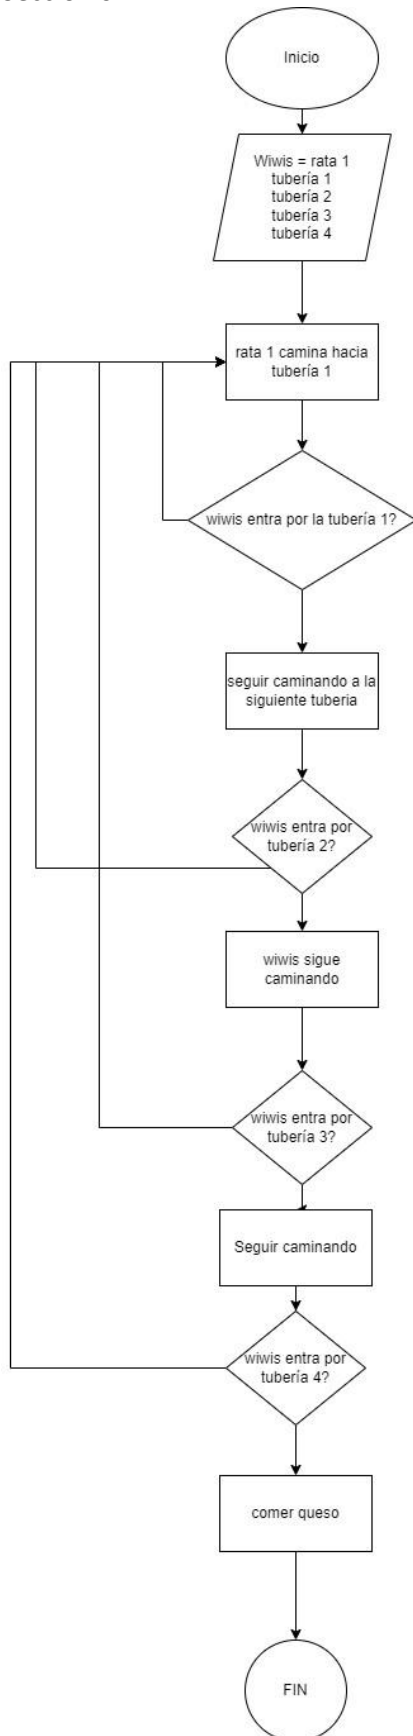 Inicio
Wiwis = rata 1
tubería 1
tubería 2
tubería 3
tubería 4
rata 1 camina hacia
tubería 1
wiwis entra por la tubería 1?
seguir caminando a la
siguiente tuberia
wiwis entra por
tubería 2?
wiwis sigue
caminando
wiwis entra por
tubería 3?
Seguir caminando
wiwis entra por
tubería 4?
comer queso
FIN